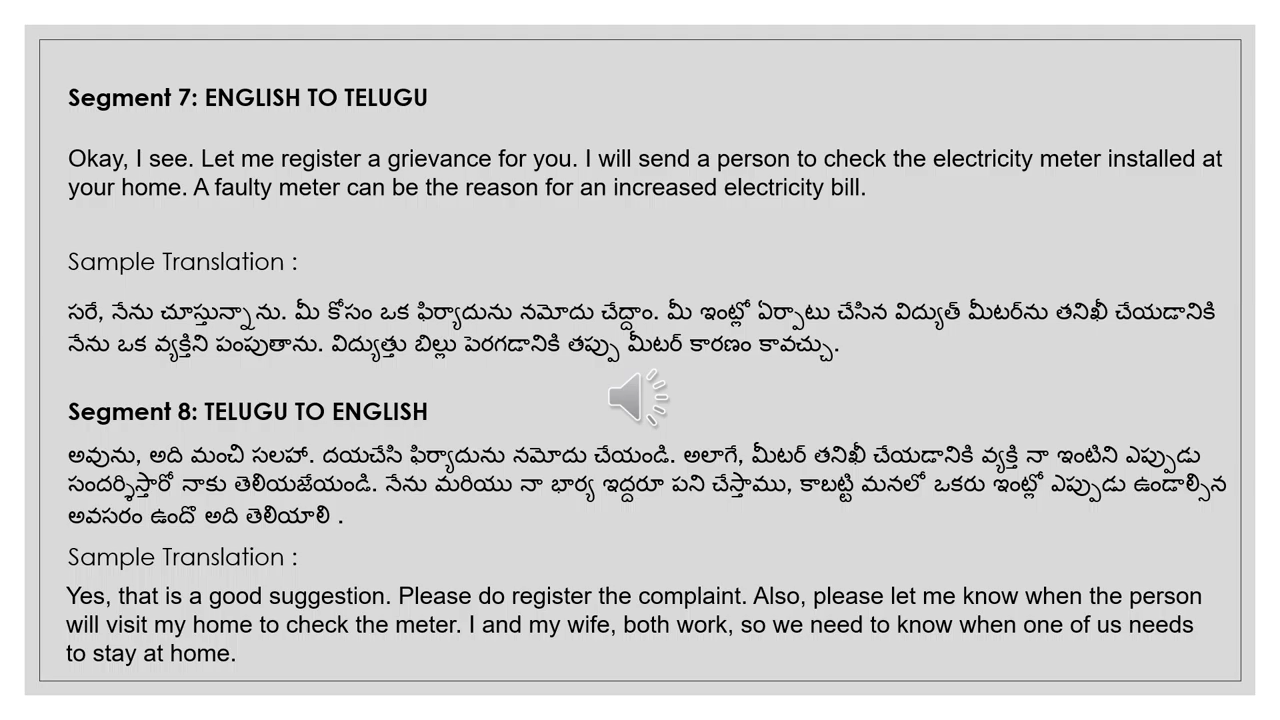 Segment 7: ENGLISH TO TELUGU
Okay, I see. Let me register a grievance for you. I will send a person to check the electricity meter installed at
your home. A faulty meter can be the reason for an increased electricity bill.
Sample Translation :
సరే, నేను చూస్తున్నాను. మీ కోసం ఒక ఫిర్యాదును నమోదు చేద్దాం. మీ ఇంట్లో ఏర్పాటు చేసిన విద్యుత్ మీటర్‌ను తనిఖీ చేయడానికి
నేను ఒక వ్యక్తిని పంపుతాను. విద్యుత్తు బిల్లు పెరగడానికి తప్పు మీటర్ కారణం కావచ్చు.
Segment 8: TELUGU TO ENGLISH
అవును, అది మంచి సలహా. దయచేసి ఫిర్యాదును నమోదు చేయండి. అలాగే, మీటర్ తనిఖీ చేయడానికి వ్యక్తి నా ఇంటిని ఎప్పుడు
సందర్శిస్తారో నాకు తెలియజేయండి. నేను మరియు నా భార్య ఇద్దరూ పని చేస్తాము, కాబట్టి మనలో ఒకరు ఇంట్లో ఎప్పుడు ఉండాల్సిన
అవసరం ఉందొ అది తెలియాలి .
Sample Translation :
Yes, that is a good suggestion. Please do register the complaint. Also, please let me know when the person
will visit my home to check the meter. I and my wife, both work, so we need to know when one of us needs
to stay at home.